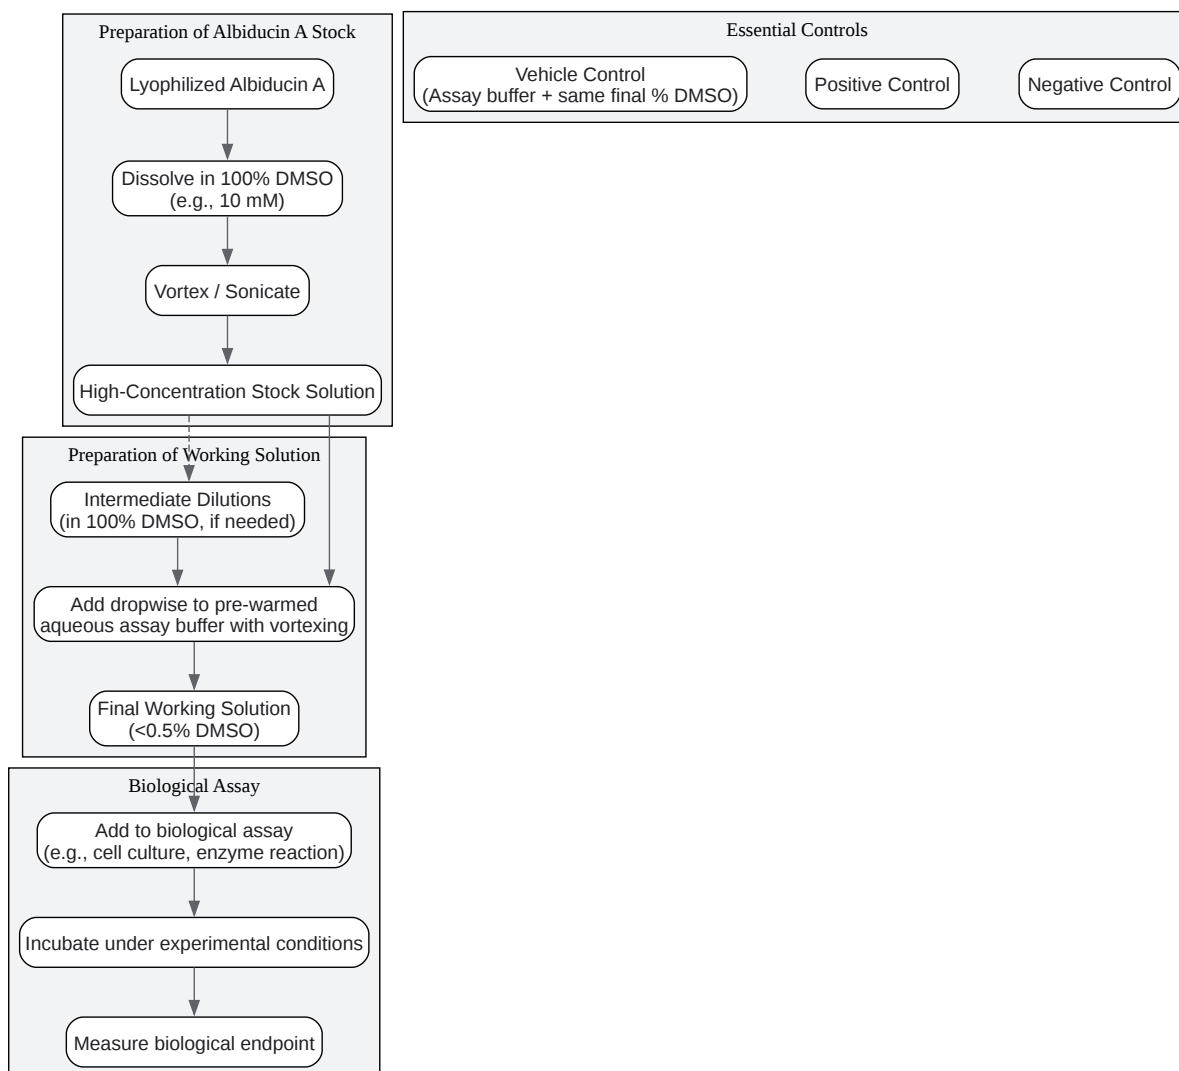 Preparation of Albiducin A Stock
Lyophilized Albiducin A
Dissolve in 100% DMSO
(e.g., 10 mM)
Vortex / Sonicate
High-Concentration Stock Solution
Preparation of Working Solution
Intermediate Dilutions
(in 100% DMSO, if needed)
Add dropwise to pre-warmed
aqueous assay buffer with vortexing
Final Working Solution
(<0.5% DMSO)
Biological Assay
Add to biological assay
(e.g., cell culture, enzyme reaction)
Incubate under experimental conditions
Measure biological endpoint
Essential Controls
Vehicle Control
(Assay buffer + same final % DMSO)
Positive Control
Negative Control